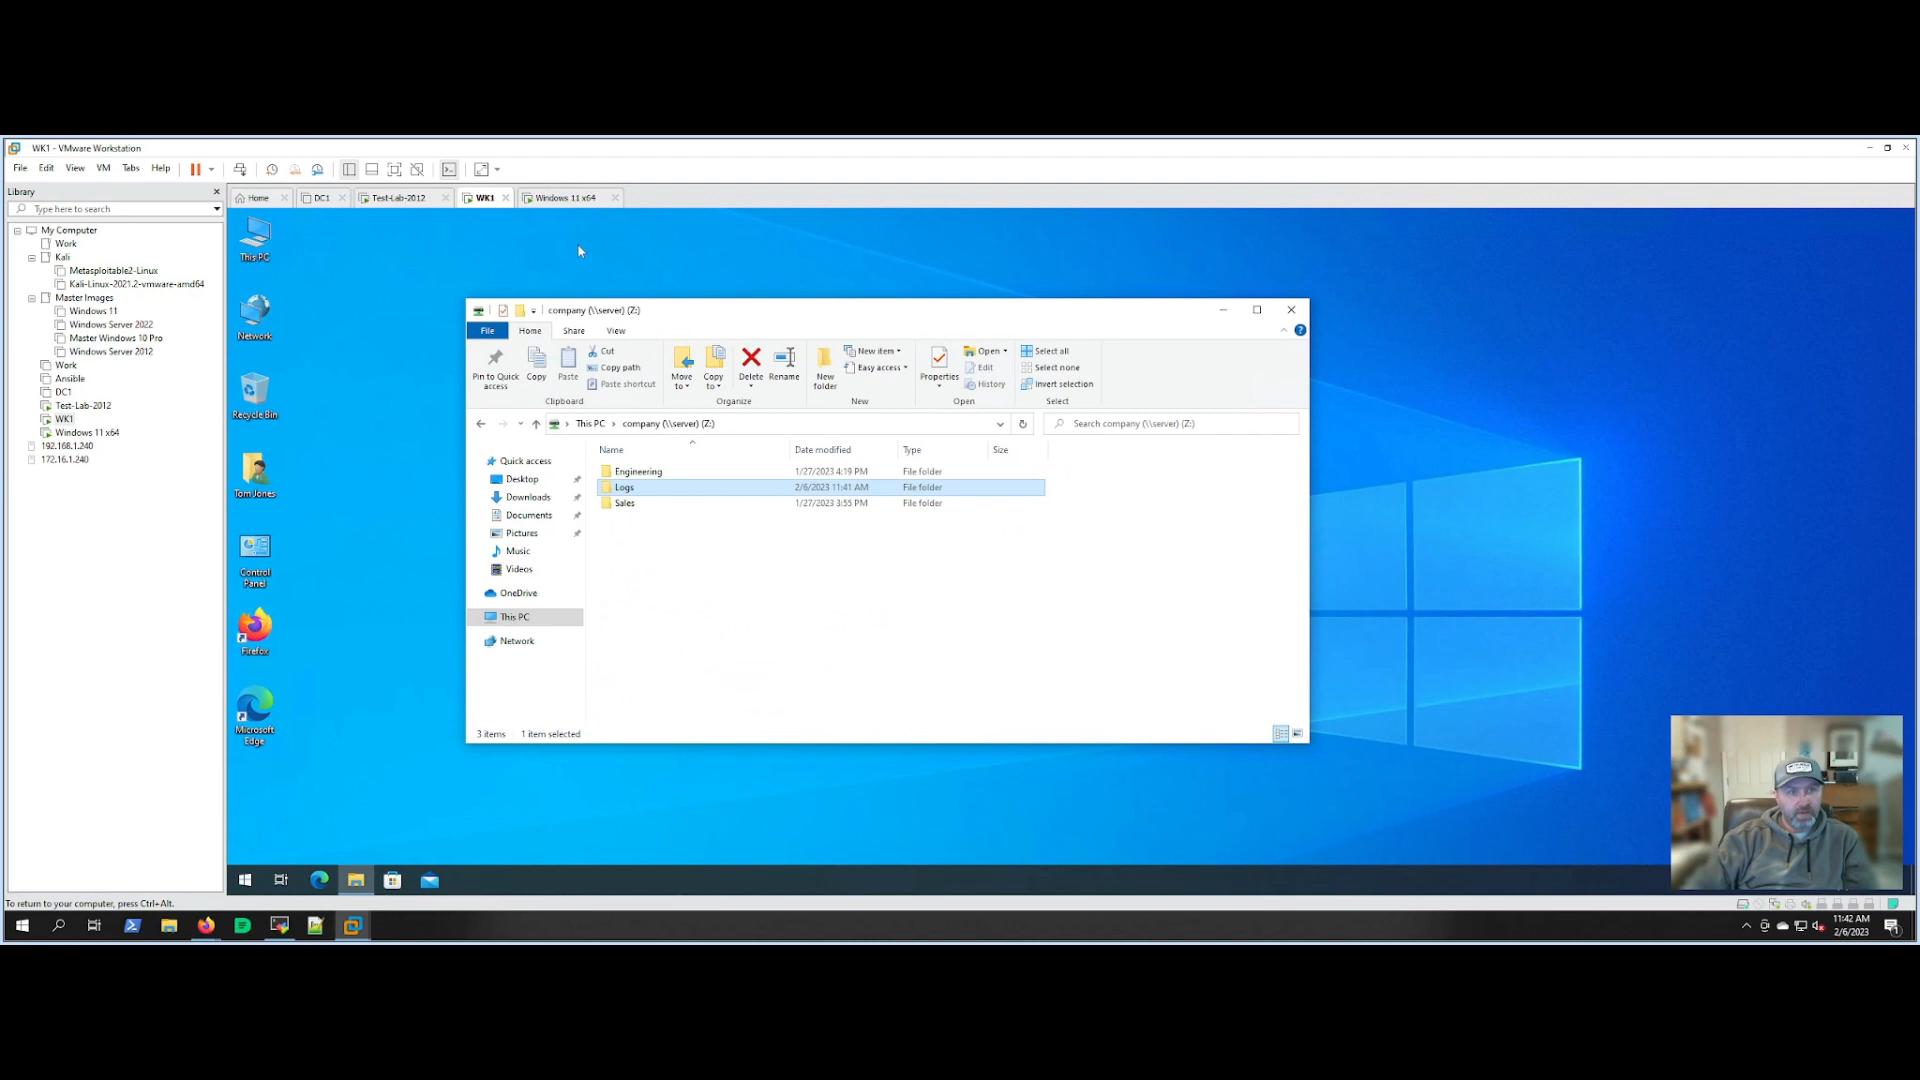 WK1 - VMware Workstation
File Edit View VM Tabs Help
Library
Type here to search
My Computer
Work
Kali
Metasploitable2-Linux
Kali-Linux-2021.2-vmware-amd64
Master Images
Windows 11
Windows Server 2022
Master Windows 10 Pro
Windows Server 2012
Work
Ansible
DC1
Test-Lab-2012
WK1
Windows 11 x64
192.168.1.240
172.16.1.240
Home DC1 Test-Lab-2012 WK1 Windows 11 x64
This PC
Network
Recycle Bin
Tom Jones
Control
Panel
Firefox
Microsoft
Edge
company (\\server) (Z:)
File Home Share View
Pin to Quick
access
Copy
Paste
Cut
Copy path
Paste shortcut
Clipboard
Move
to
Copy
to
Delete
Rename
Organize
New
folder
New item
Easy access
New
Properties
Open
Edit
History
Open
Select all
Select none
Invert selection
Select
This PC company (\\server) (Z:)
Search company (\\server) (Z:)
Quick access
Desktop
Downloads
Documents
Pictures
Music
Videos
OneDrive
This PC
Network
Name Date modified Type Size
Engineering 1/27/2023 4:19 PM File folder
Logs 2/6/2023 11:41 AM File folder
Sales 1/27/2023 3:55 PM File folder
3 items 1 item selected
To return to your computer, press Ctrl+Alt.
11:42 AM
2/6/2023